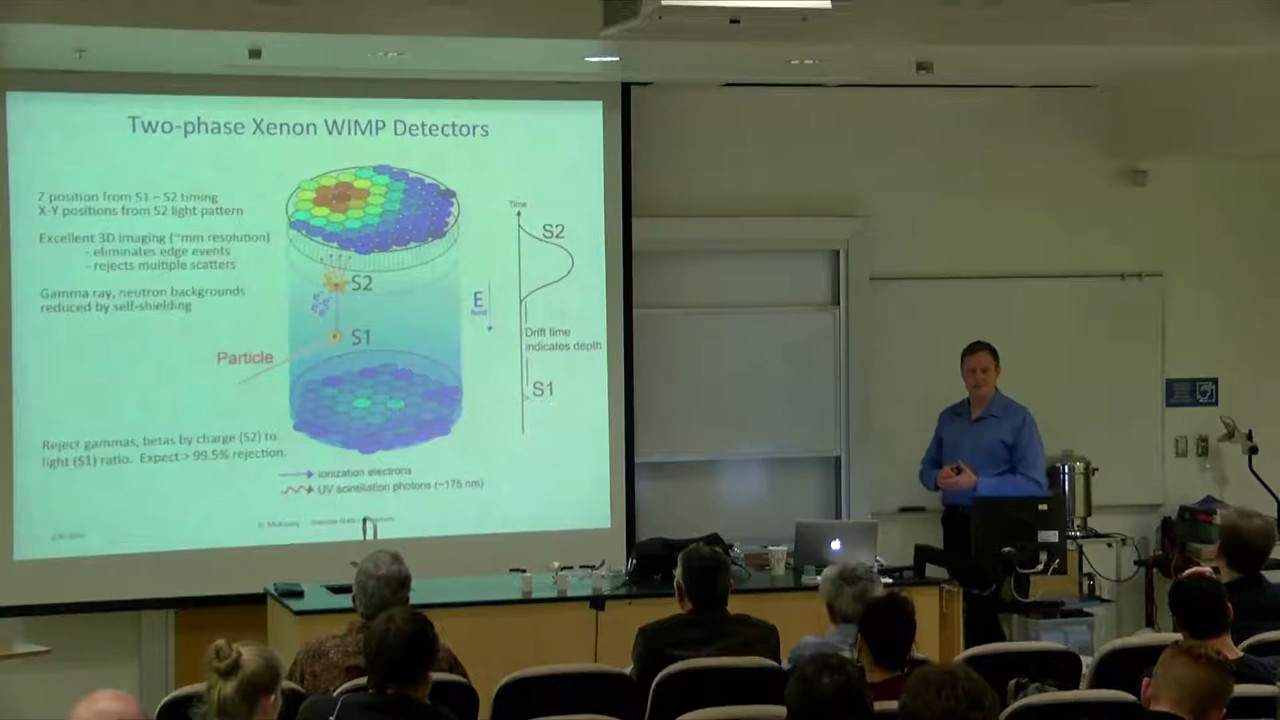 Two-phase Xenon WIMP Detectors
Z position from S1 – S2 timing
X-Y positions from S2 light pattern
Excellent 3D imaging (~mm resolution)
- eliminates edge events
- rejects multiple scatters
Gamma ray, neutron backgrounds
reduced by self-shielding
Reject gammas, betas by charge (S2) to
light (S1) ratio. Expect > 99.5% rejection.
Particle
S2
S1
E
field
Time
S2
Drift time
indicates depth
S1
ionization electrons
UV scintillation photons (~175 nm)